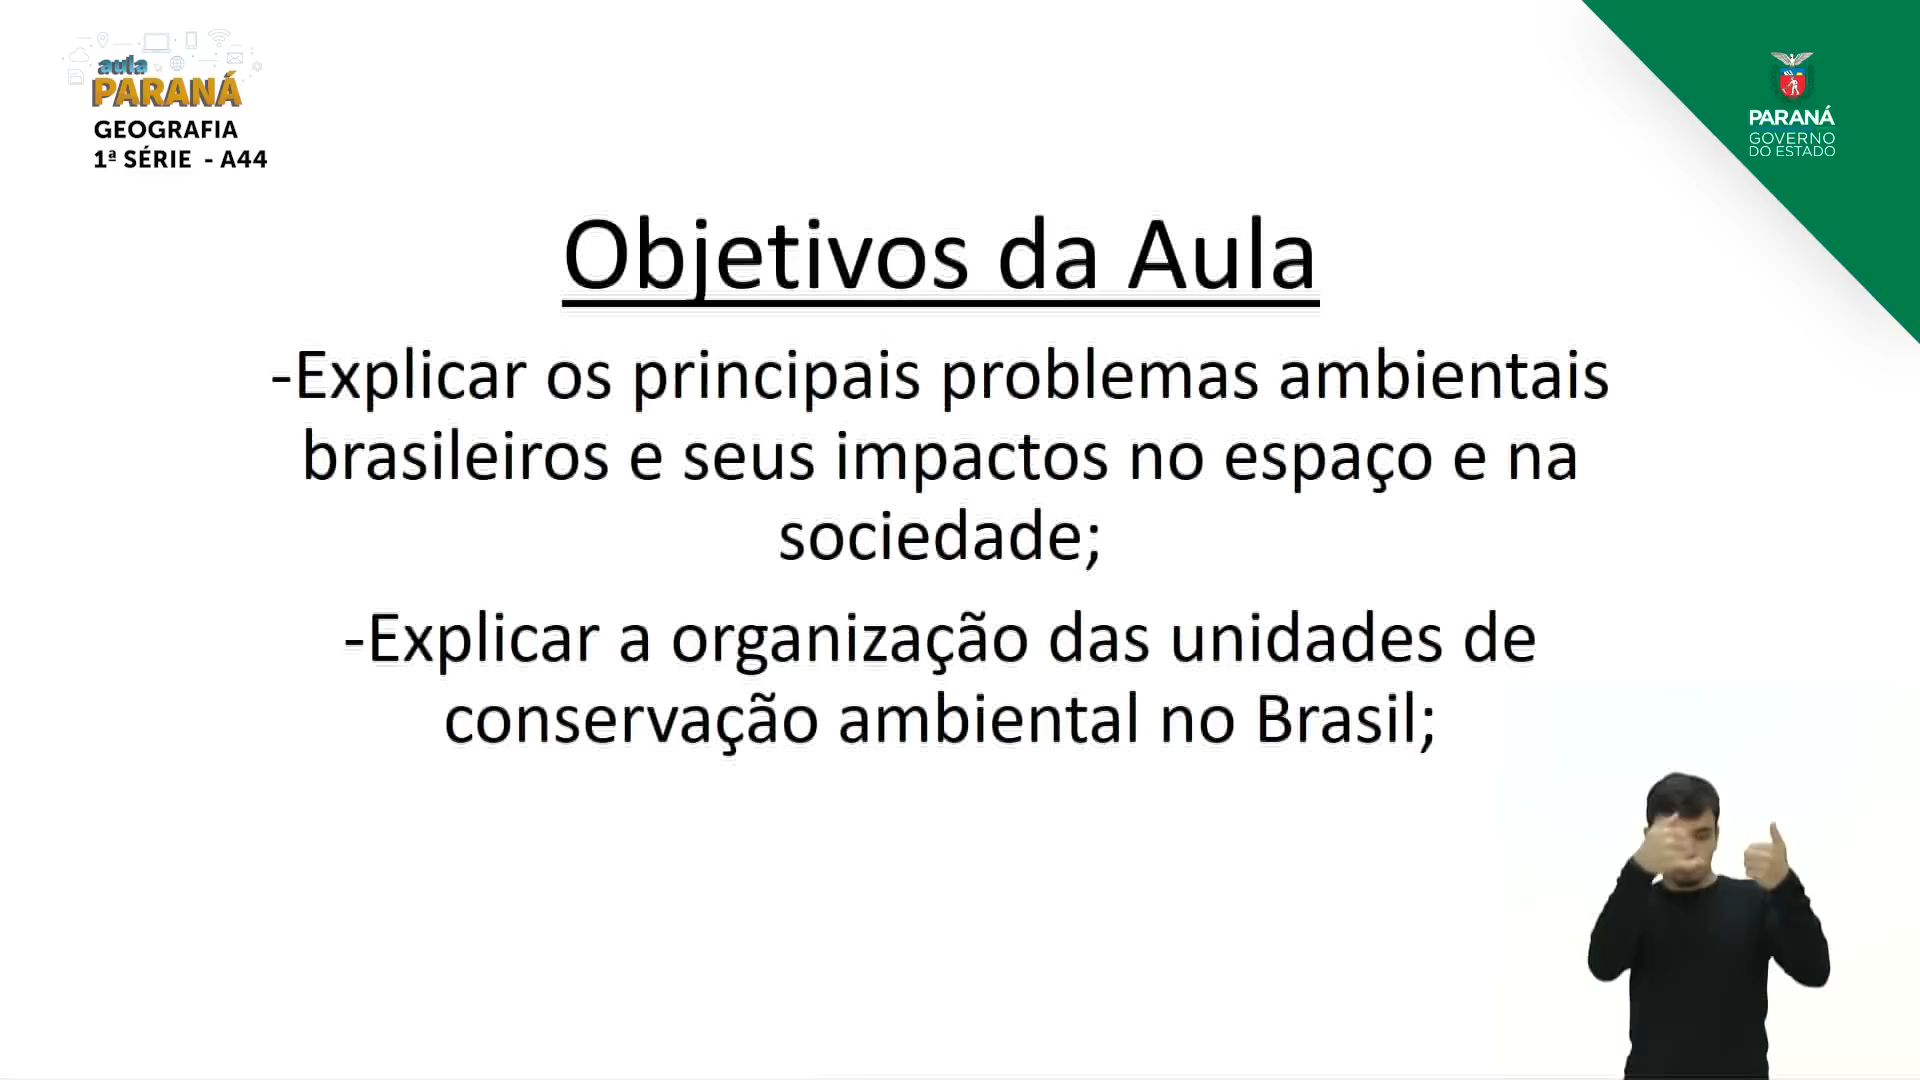 aula
PARANÁ
GEOGRAFIA
1ª SÉRIE - A44
PARANÁ
GOVERNO
DO ESTADO
Objetivos da Aula
-Explicar os principais problemas ambientais
brasileiros e seus impactos no espaço e na
sociedade;
-Explicar a organização das unidades de
conservação ambiental no Brasil;